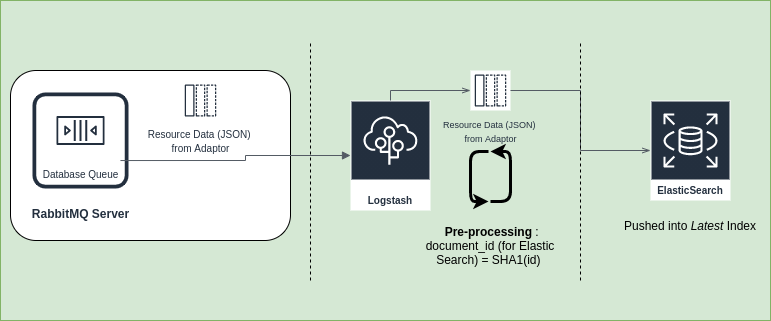 Resource Data (JSON)
from Adaptor
Database Queue
RabbitMQ Server
Logstash
Resource Data (JSON)
from Adaptor
Pre-processing :
document_id (for Elastic
Search) = SHA1(id)
ElasticSearch
Pushed into Latest Index